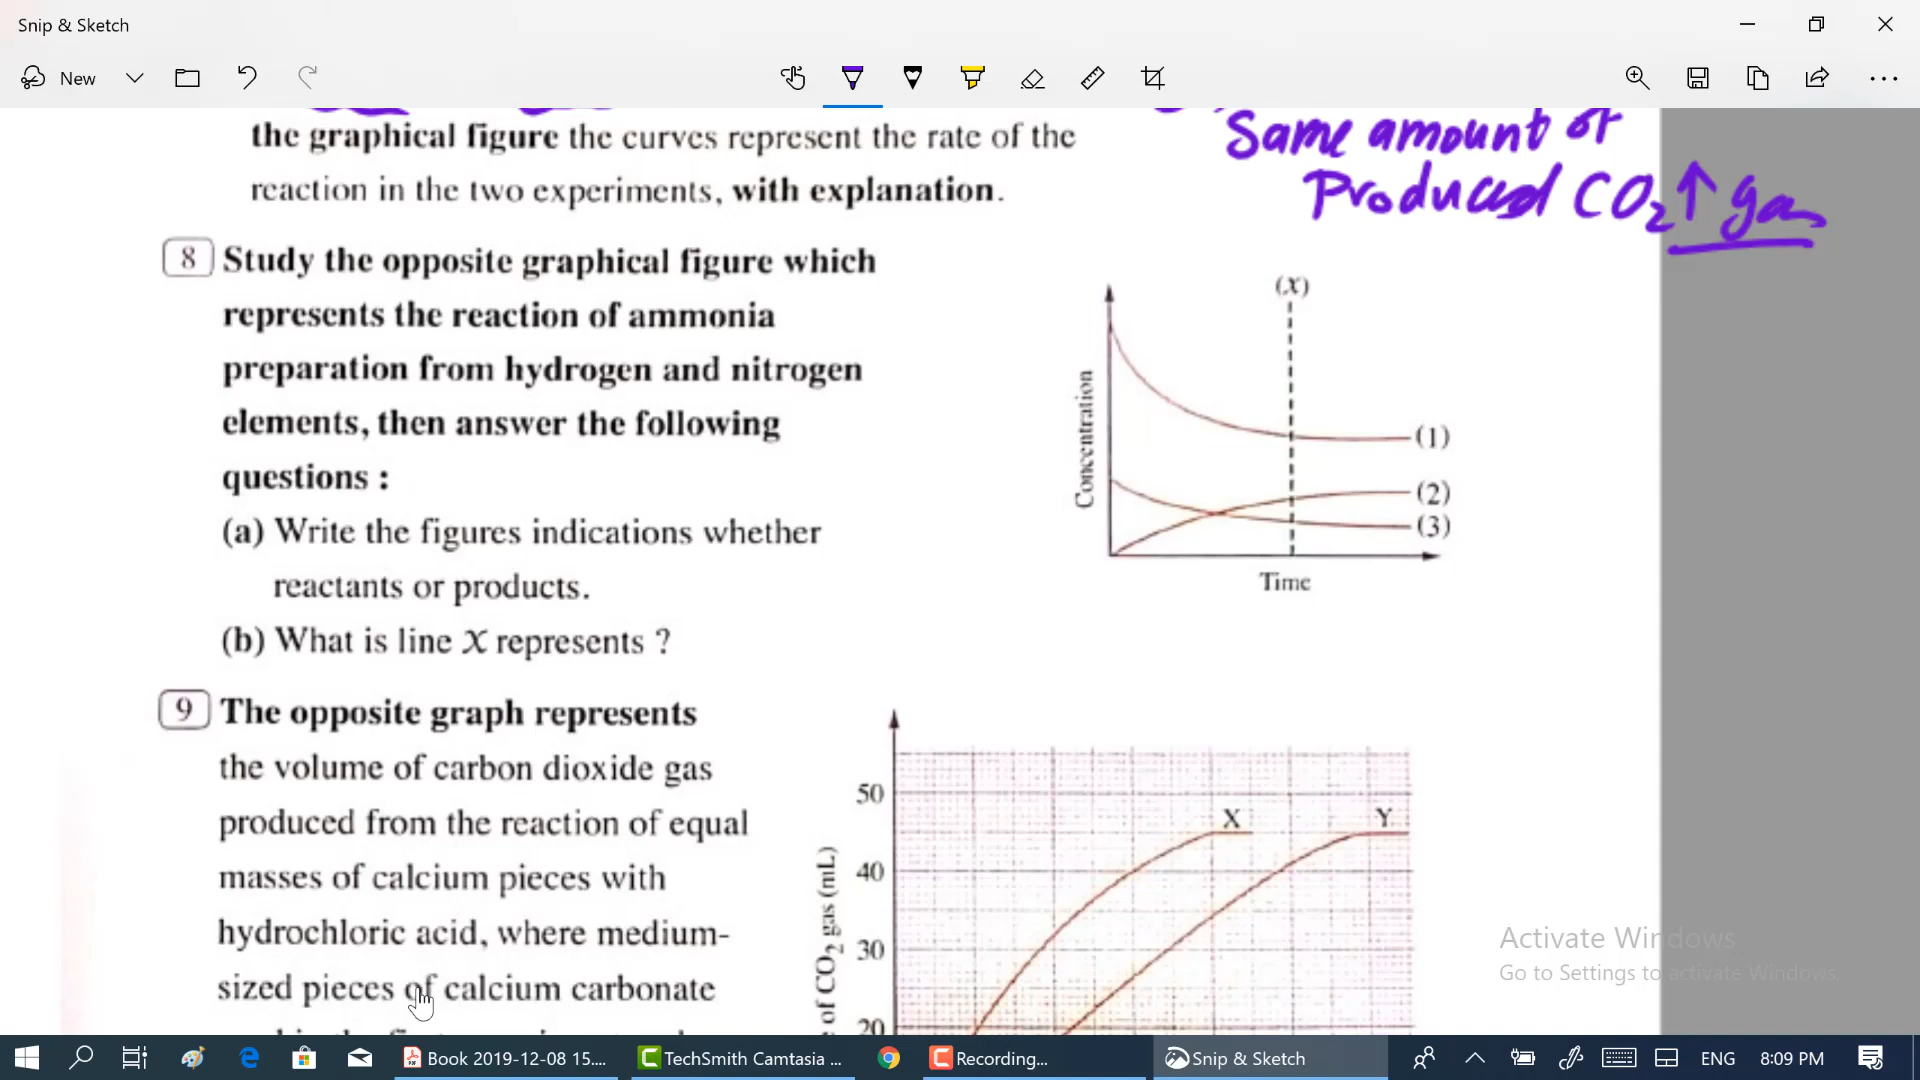 Snip & Sketch
New
the graphical figure the curves represent the rate of the
reaction in the two experiments, with explanation.
Same amount of
Produced CO₂↑ gas
8 Study the opposite graphical figure which
represents the reaction of ammonia
preparation from hydrogen and nitrogen
elements, then answer the following
questions :
(a) Write the figures indications whether
reactants or products.
(b) What is line X represents ?
(X)
Concentration
(1)
(2)
(3)
Time
9 The opposite graph represents
the volume of carbon dioxide gas
produced from the reaction of equal
masses of calcium pieces with
hydrochloric acid, where medium-
sized pieces of calcium carbonate
50
40
30
20
X
Y
e of CO₂ gas (mL)
Activate Windows
Go to Settings to activate Windows.
Book 2019-12-08 15....
TechSmith Camtasia ...
Recording...
Snip & Sketch
ENG
8:09 PM